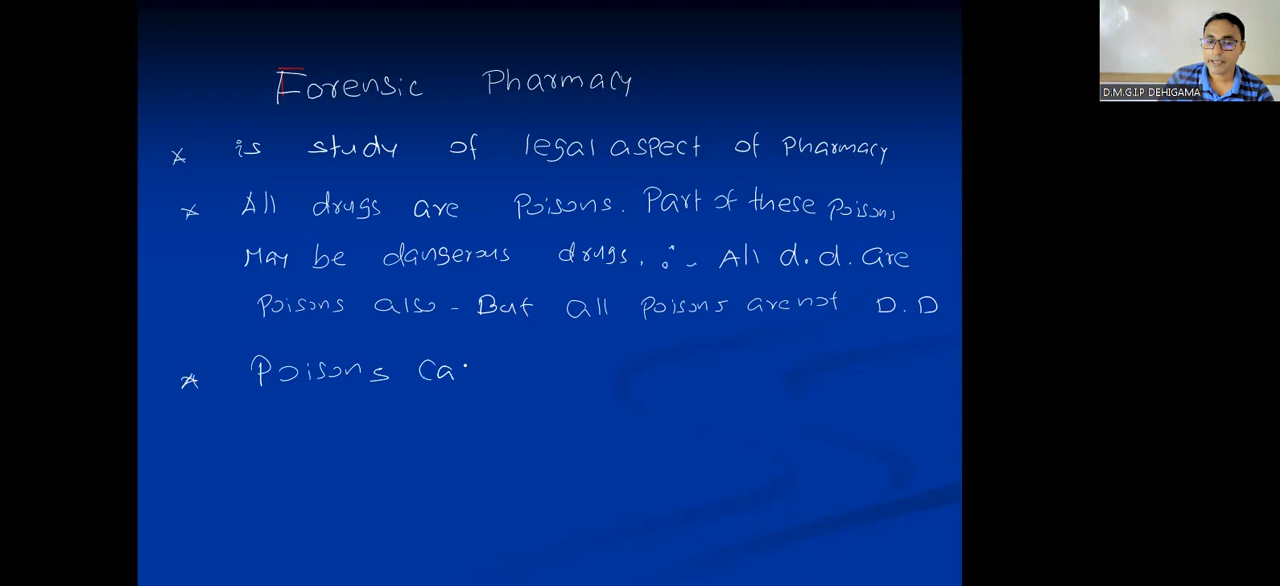 Forensic Pharmacy
* is study of legal aspect of Pharmacy
* All drugs are Poisons. Part of these poisons
May be dangerous drugs. ∴ All d.d. are
Poisons also - But all poisons are not D.D
* Poisons ca
D.M.G.I.P DEHIGAMA